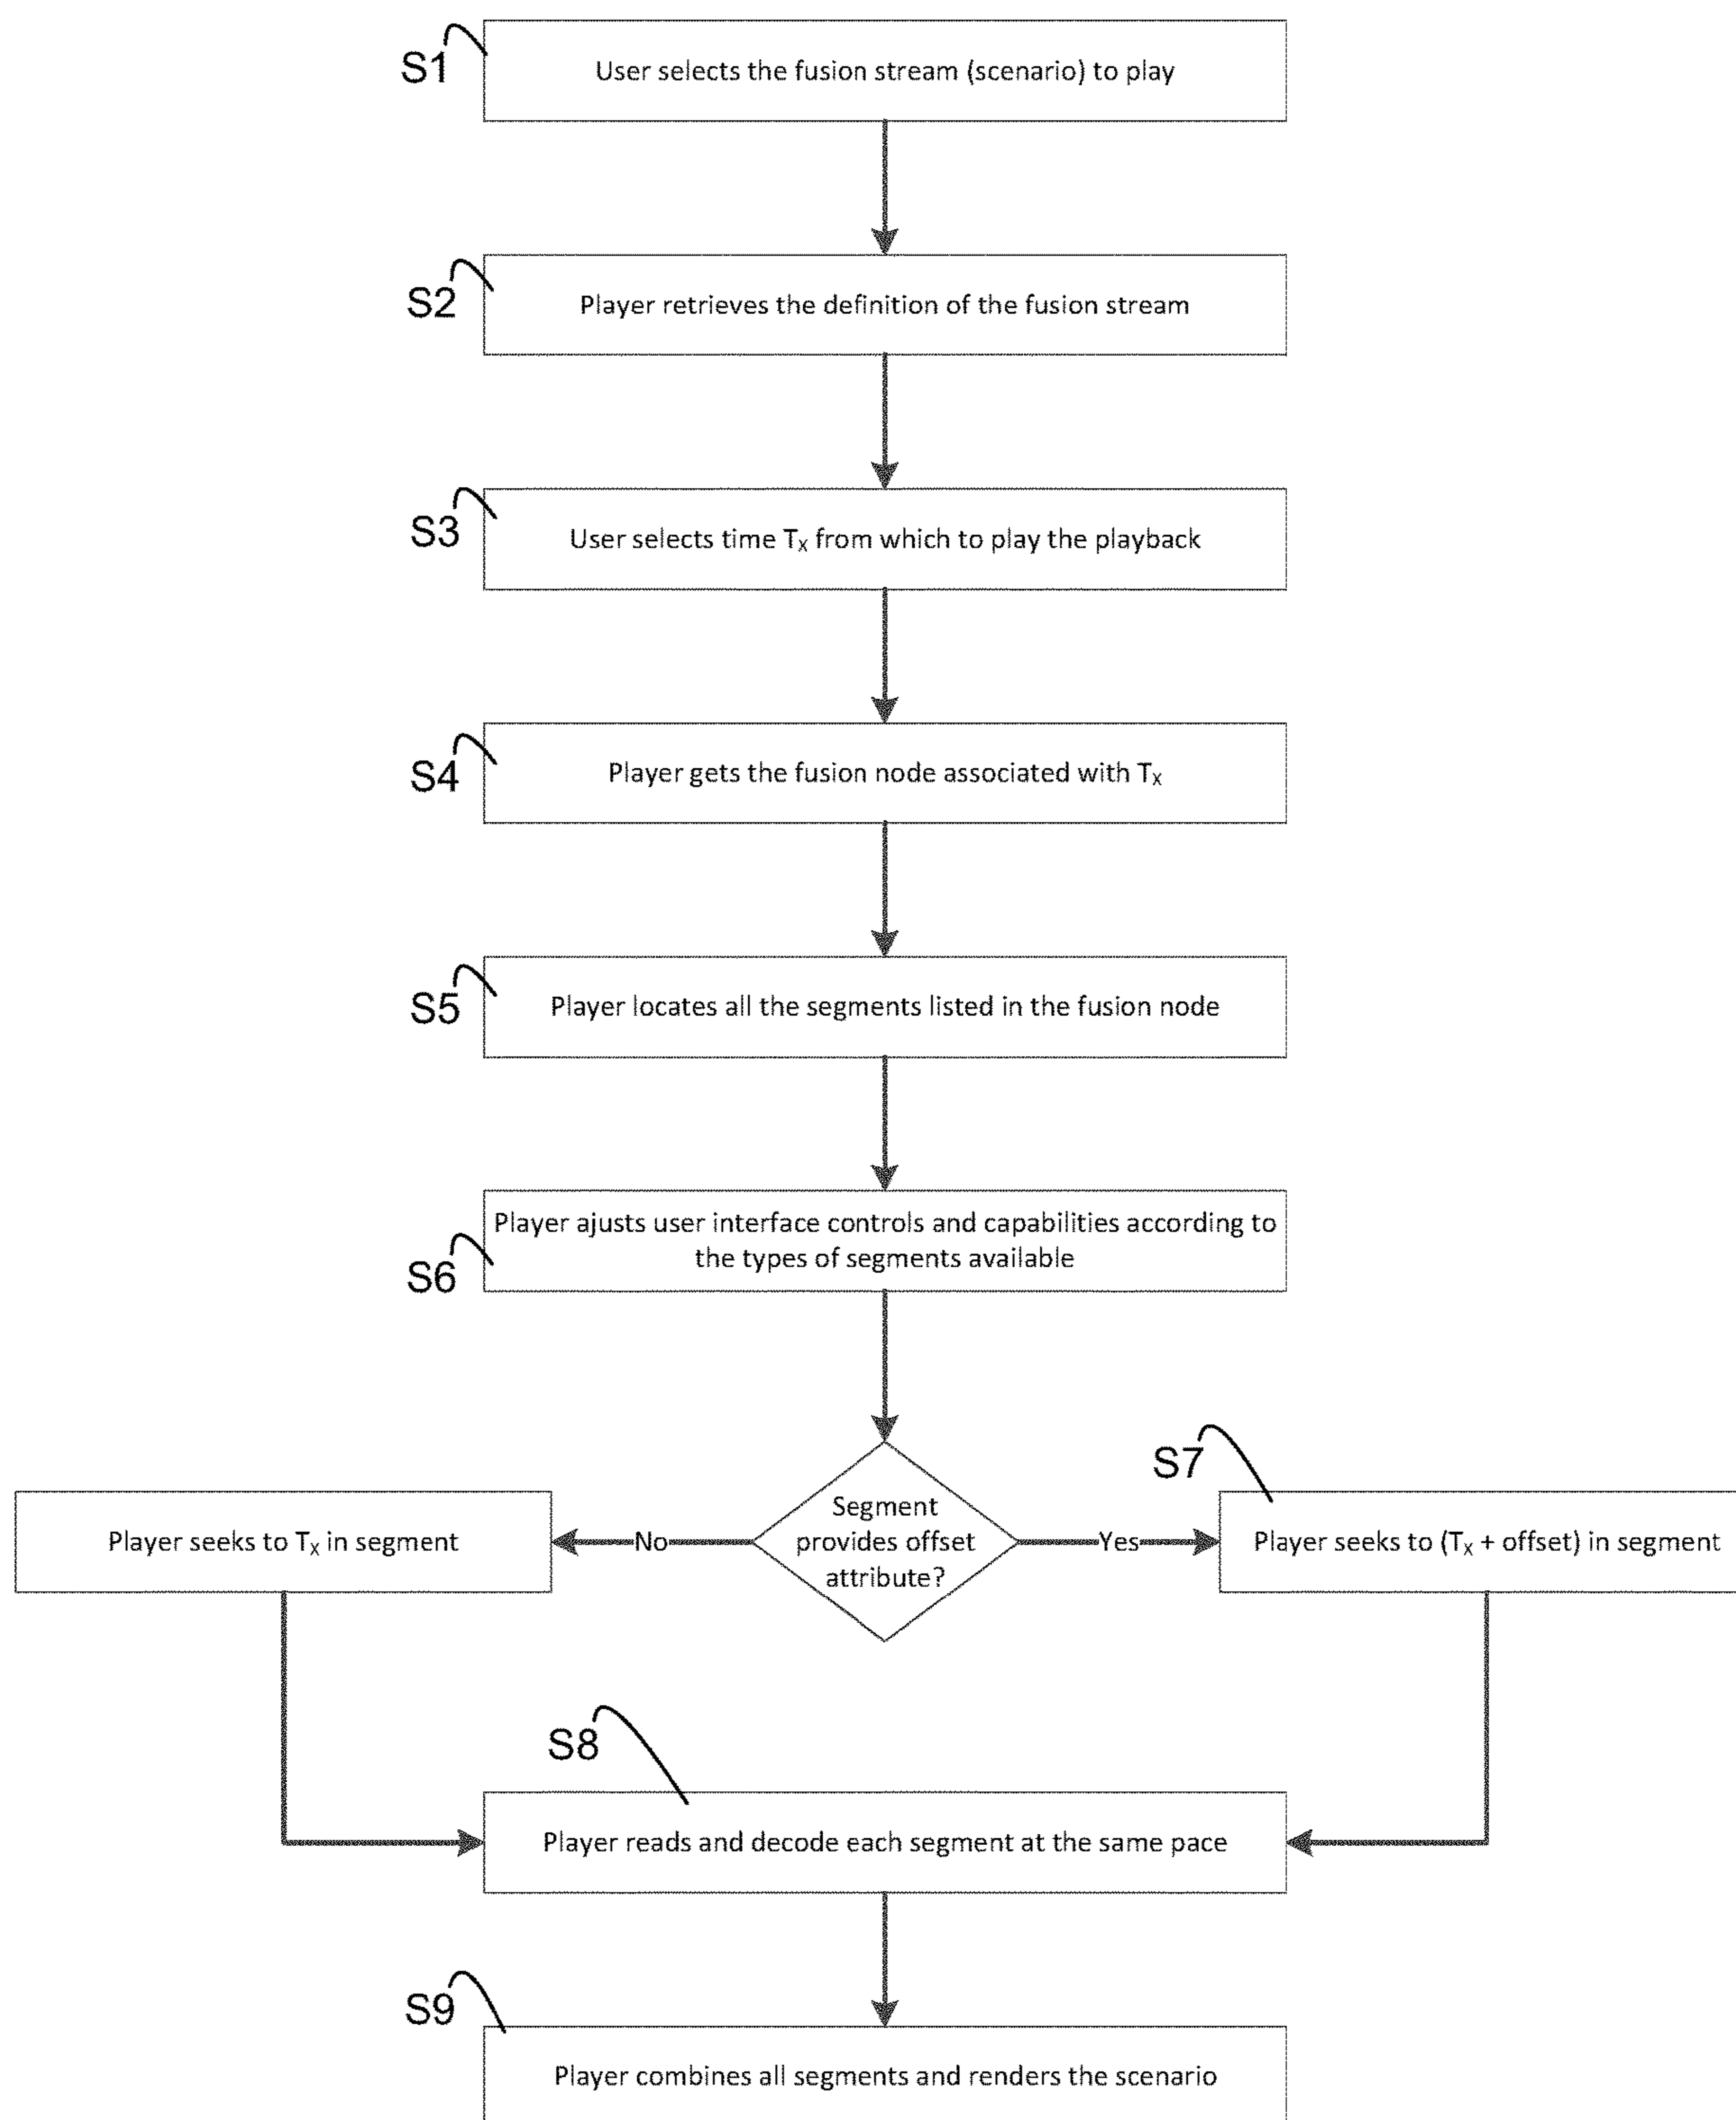 S1
User selects the fusion stream (scenario) to play
S2
Player retrieves the definition of the fusion stream
S3
User selects time Tx from which to play the playback
S4
Player gets the fusion node associated with Tx
S5
Player locates all the segments listed in the fusion node
S6
Player ajusts user interface controls and capabilities according to
the types of segments available
Segment
provides offset
attribute?
No
Yes
Player seeks to Tx in segment
S7
Player seeks to (Tx + offset) in segment
S8
Player reads and decode each segment at the same pace
S9
Player combines all segments and renders the scenario